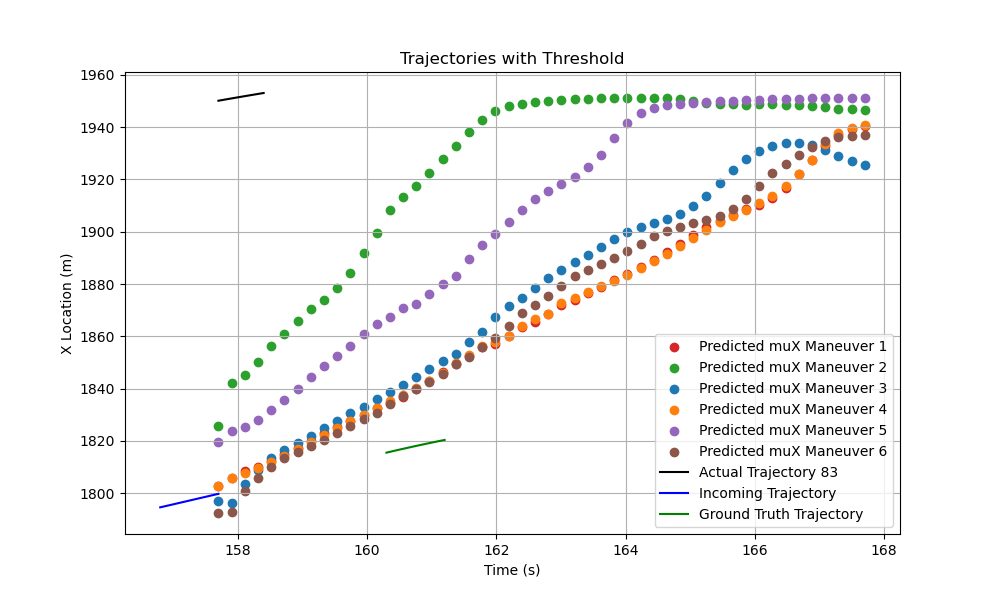 Trajectories with Threshold
X Location (m)
1960
1940
1920
1900
1880
1860
1840
1820
1800
Predicted muX Maneuver 1
Predicted muX Maneuver 2
Predicted muX Maneuver 3
Predicted muX Maneuver 4
Predicted muX Maneuver 5
Predicted muX Maneuver 6
Actual Trajectory 83
Incoming Trajectory
Ground Truth Trajectory
158 160 162 164 166 168
Time (s)